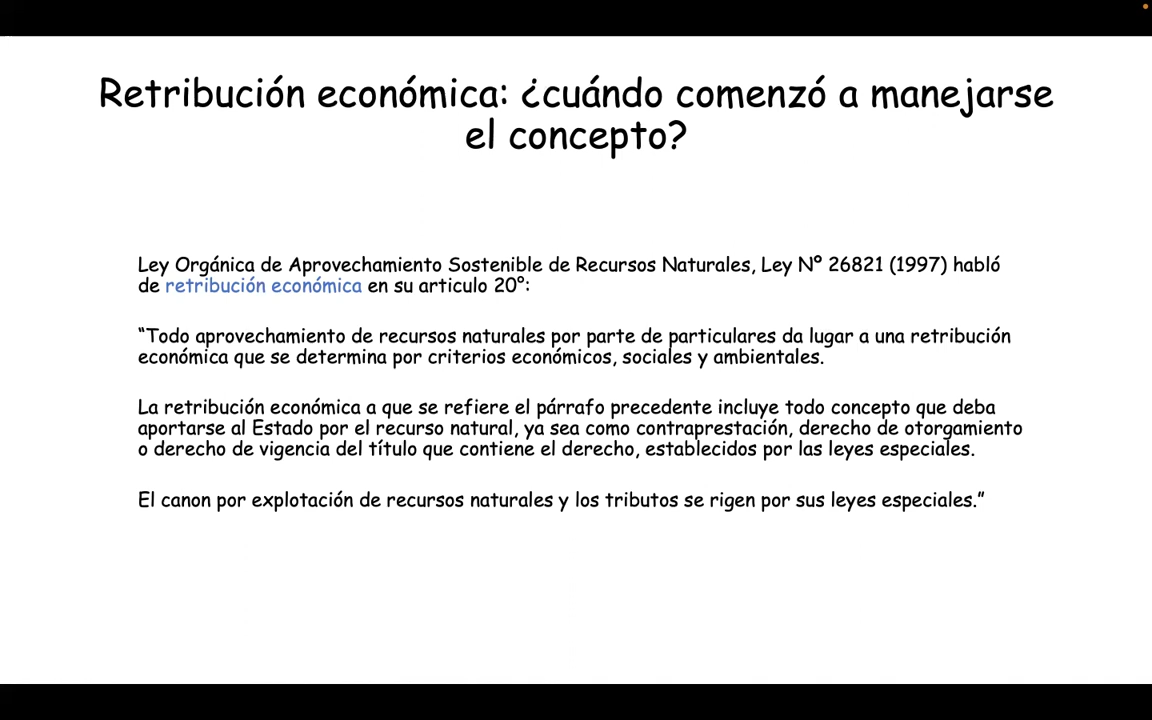 Retribución económica: ¿cuándo comenzó a manejarse
el concepto?
Ley Orgánica de Aprovechamiento Sostenible de Recursos Naturales, Ley Nº 26821 (1997) habló
de retribución económica en su articulo 20°:
“Todo aprovechamiento de recursos naturales por parte de particulares da lugar a una retribución
económica que se determina por criterios económicos, sociales y ambientales.
La retribución económica a que se refiere el párrafo precedente incluye todo concepto que deba
aportarse al Estado por el recurso natural, ya sea como contraprestación, derecho de otorgamiento
o derecho de vigencia del título que contiene el derecho, establecidos por las leyes especiales.
El canon por explotación de recursos naturales y los tributos se rigen por sus leyes especiales.”